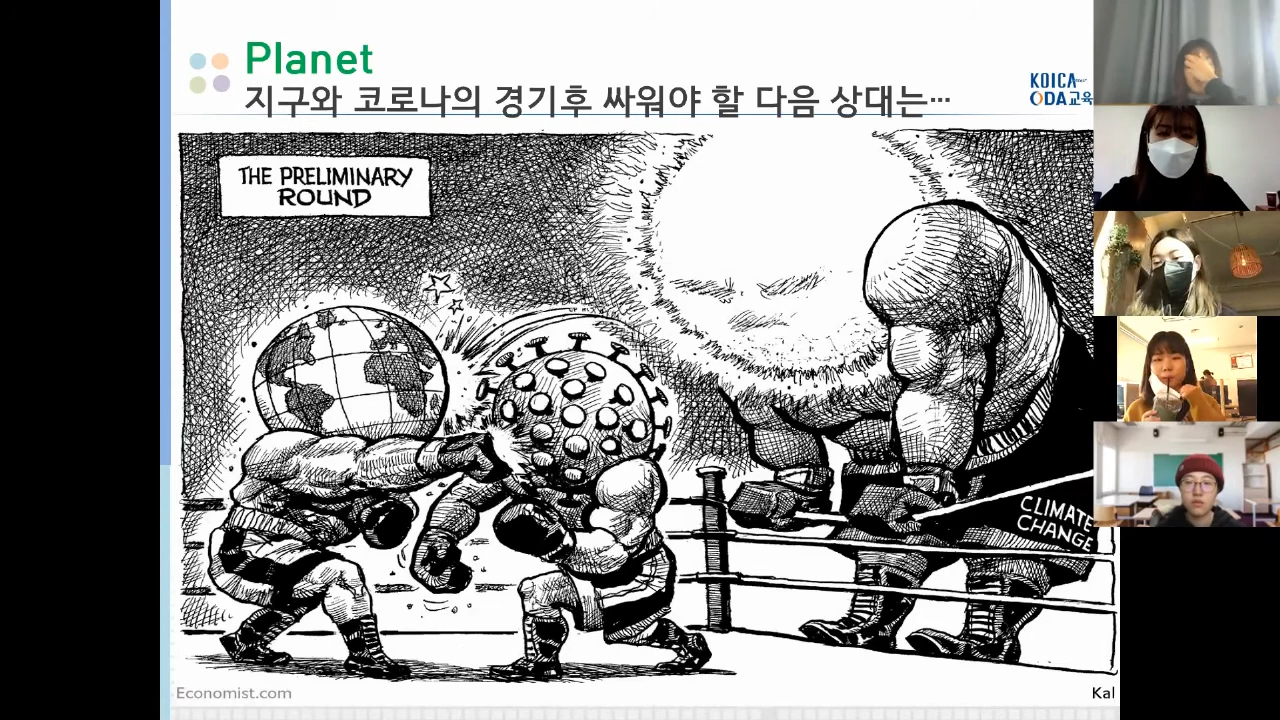 Planet
지구와 코로나의 경기후 싸워야 할 다음 상대는…
KOICA
ODA교육
THE PRELIMINARY
ROUND
CLIMATE
CHANGE
Economist.com
Kal